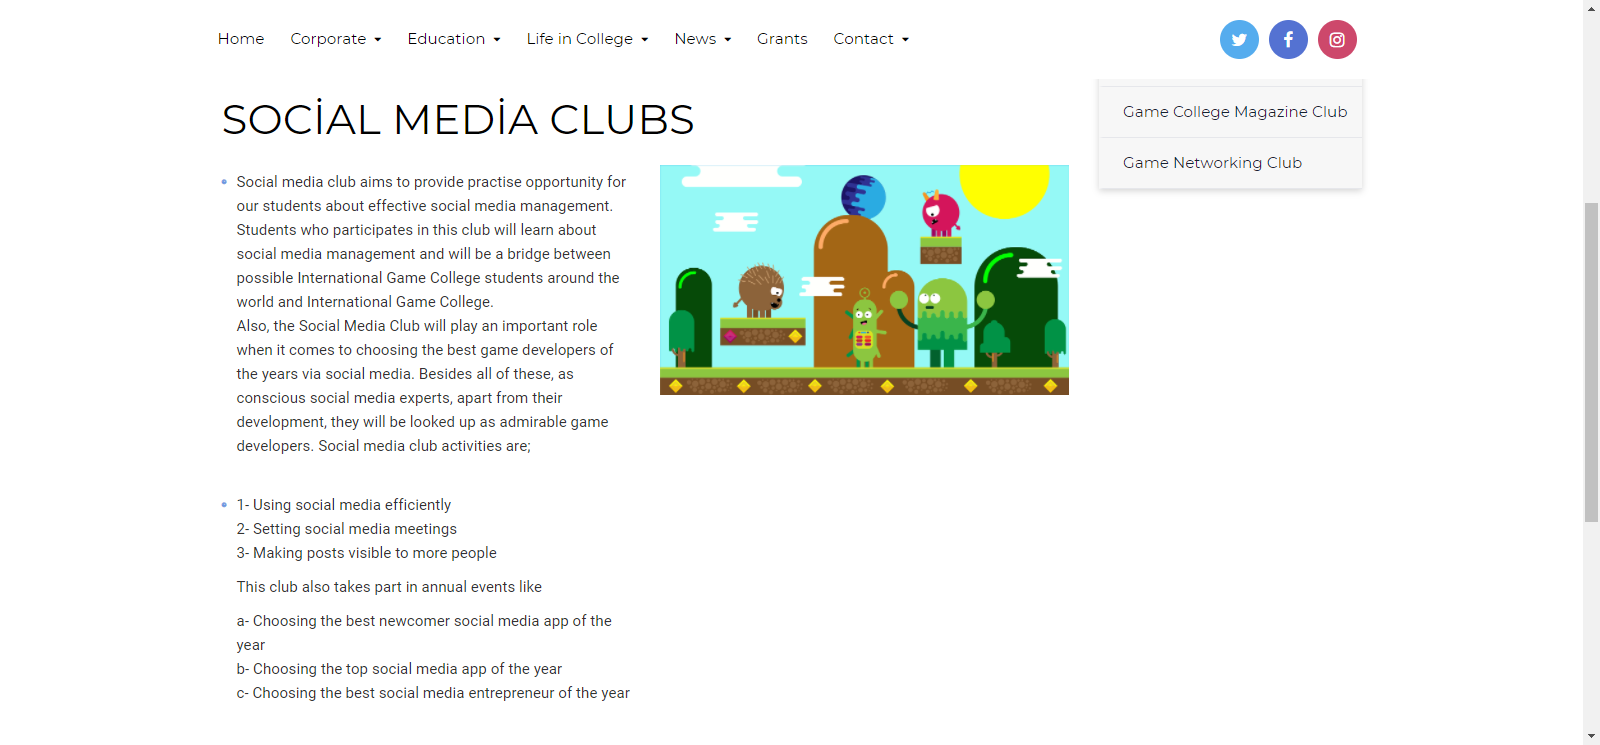 Home Corporate Education Life in College News Grants Contact
SOCİAL MEDİA CLUBS
Social media club aims to provide practise opportunity for
our students about effective social media management.
Students who participates in this club will learn about
social media management and will be a bridge between
possible International Game College students around the
world and International Game College.
Also, the Social Media Club will play an important role
when it comes to choosing the best game developers of
the years via social media. Besides all of these, as
conscious social media experts, apart from their
development, they will be looked up as admirable game
developers. Social media club activities are;
1- Using social media efficiently
2- Setting social media meetings
3- Making posts visible to more people
This club also takes part in annual events like
a- Choosing the best newcomer social media app of the
year
b- Choosing the top social media app of the year
c- Choosing the best social media entrepreneur of the year
Game College Magazine Club
Game Networking Club